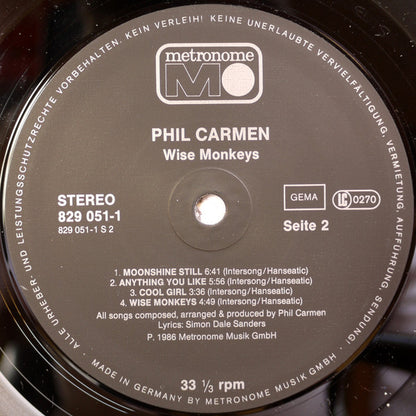 metronome
M
PHIL CARMEN
Wise Monkeys
STEREO
829 051-1
829 051-1 S 2
GEMA
LC 0270
Seite 2
1. MOONSHINE STILL 6:41 (Intersong/Hanseatic)
2. ANYTHING YOU LIKE 5:56 (Intersong/Hanseatic)
3. COOL GIRL 3:36 (Intersong/Hanseatic)
4. WISE MONKEYS 4:49 (Intersong/Hanseatic)
All songs composed, arranged & produced by Phil Carmen
Lyrics: Simon Dale Sanders
P 1986 Metronome Musik GmbH
33 ⅓ rpm
· ALLE URHEBER- UND LEISTUNGSSCHUTZRECHTE VORBEHALTEN. KEIN VERLEIH! KEINE UNERLAUBTE VERVIELFÄLTIGUNG, VERMIETUNG, AUFFÜHRUNG, SENDUNG! ·
MADE IN GERMANY BY METRONOME MUSIK GMBH